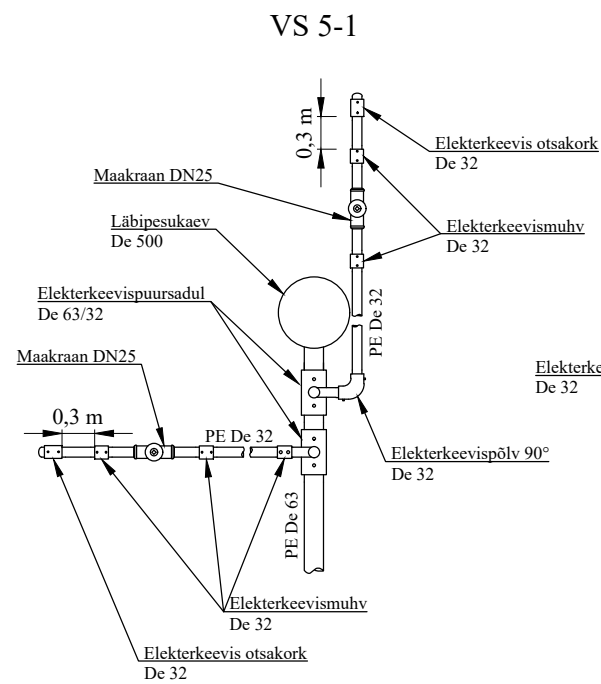 VS 5-1
0,3 m
Elekterkeevis otsakork
De 32
Maakraan DN25
Läbipesukaev
De 500
Elekterkeevismuhv
De 32
Elekterkeevispuursadul
De 63/32
PE De 32
Maakraan DN25
Elekterke
De 32
0,3 m
PE De 32
Elekterkeevispõlv 90°
De 32
PE De 63
Elekterkeevismuhv
De 32
Elekterkeevis otsakork
De 32